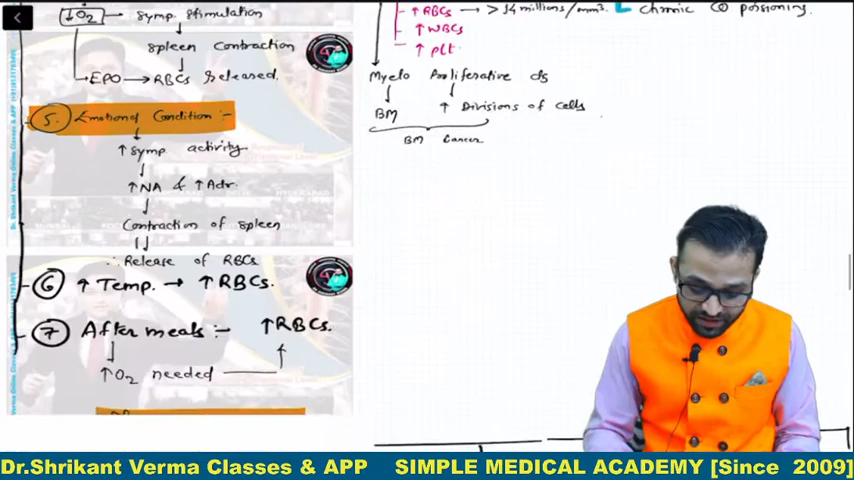 ↓O2 → Symp. Stimulation
Spleen Contraction
→ EPO → RBCs Released.
5. Emotional Condition :-
↑ Symp activity
↑NA & ↑Adr.
Contraction of Spleen
∴ Release of RBCs
6 ↑ Temp. → ↑ RBCs.
7 After meals :- ↑RBCs.
↑O2 needed
↑ RBCs → > 14 millions/mm³.
↑ WBCs
↑ plt.
chronic CO poisoning.
Myelo Proliferative ds
BM ↑ Divisions of cells
BM Cancer
Dr.Shrikant Verma Classes & APP SIMPLE MEDICAL ACADEMY [Since 2009]